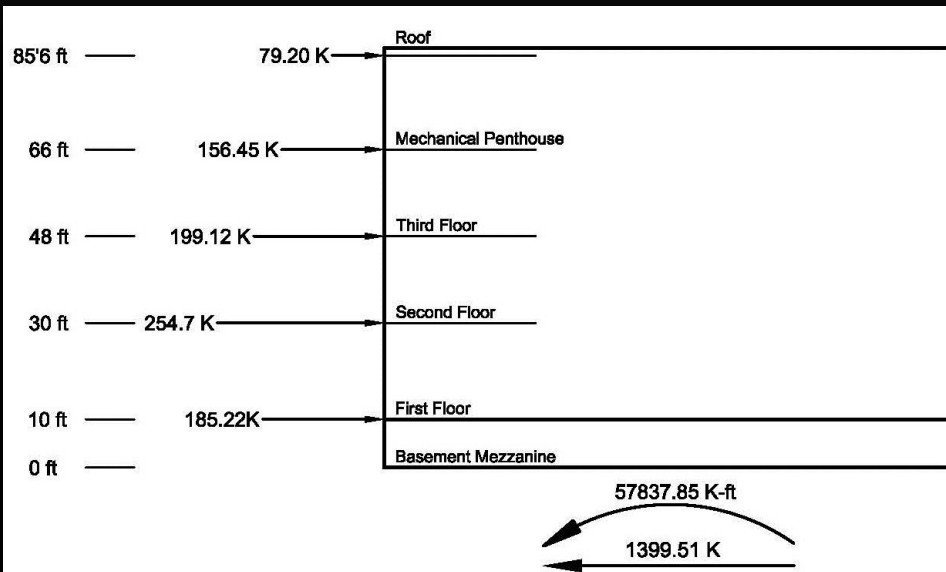 Roof
85'6 ft
79.20 K
Mechanical Penthouse
66 ft
156.45 K
Third Floor
48 ft
199.12 K
Second Floor
30 ft
254.7 K
First Floor
10 ft
185.22K
Basement Mezzanine
0 ft
57837.85 K-ft
1399.51 K